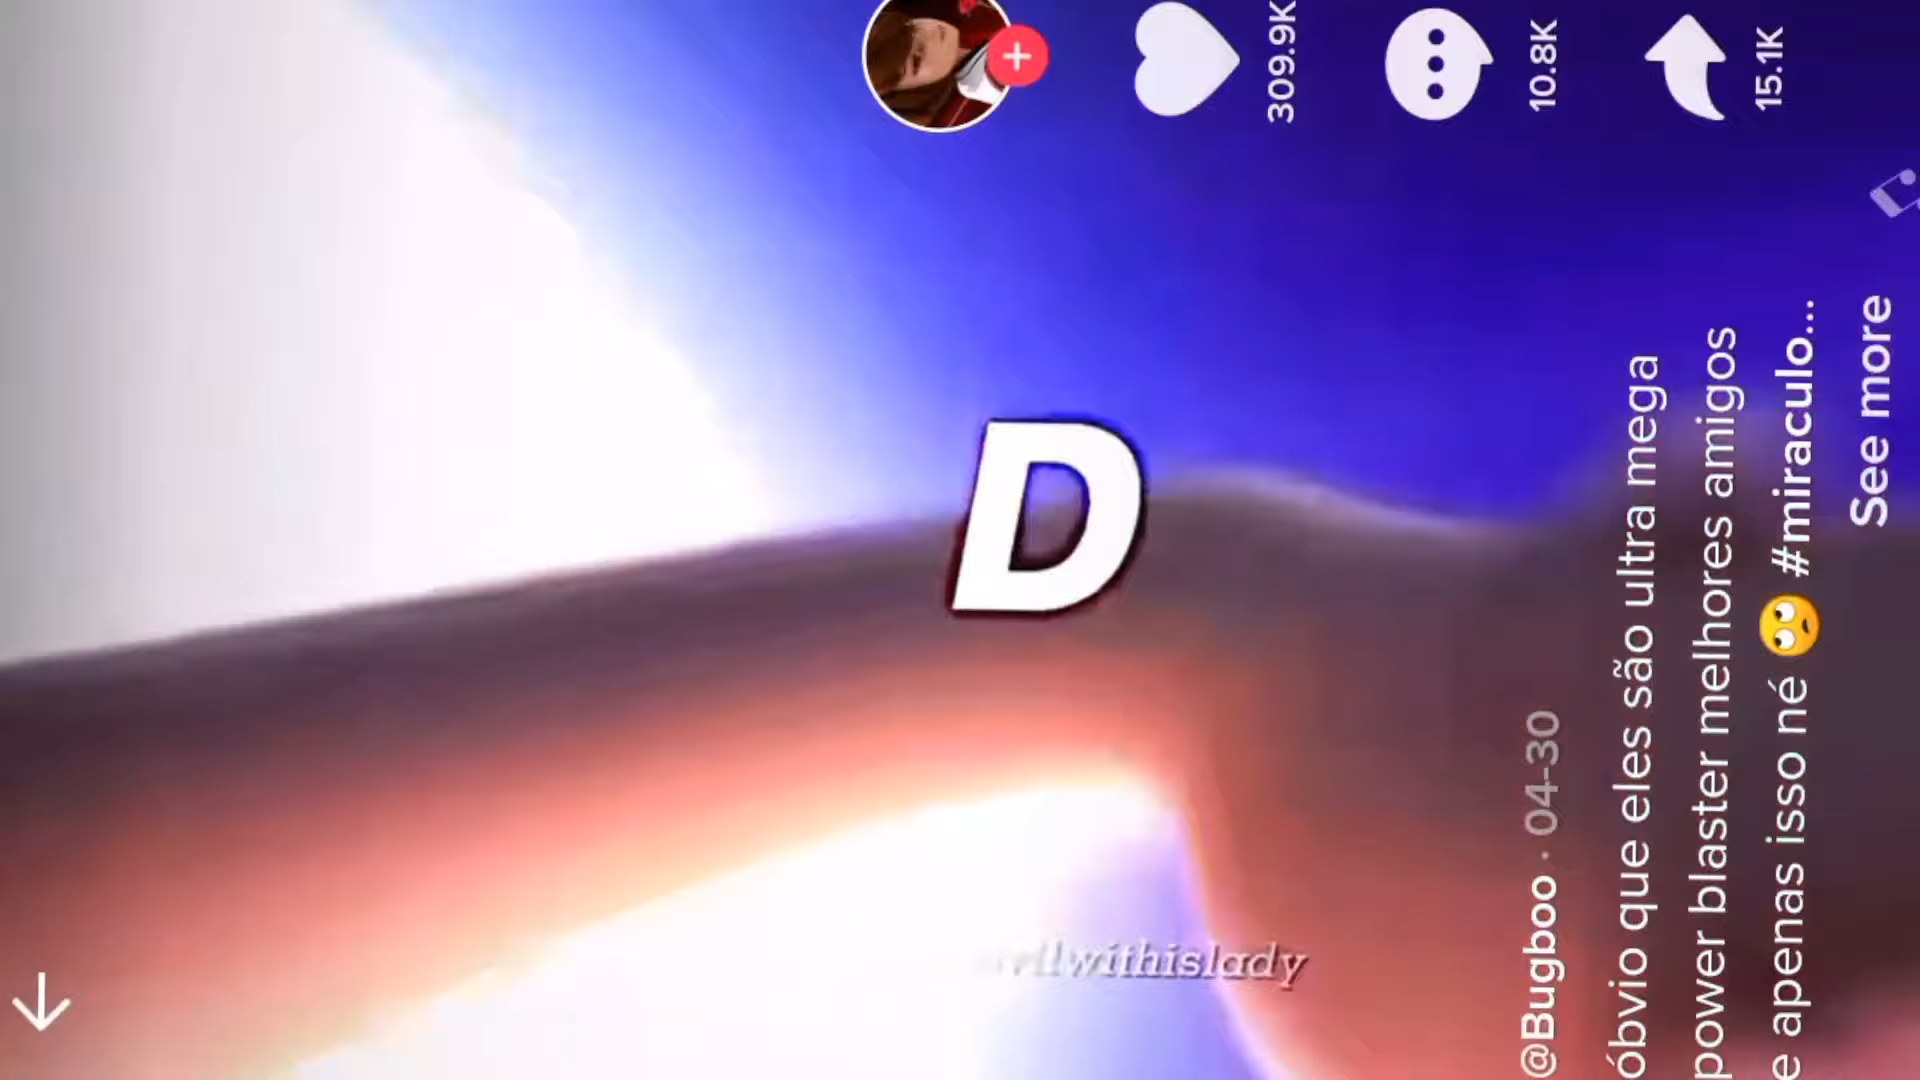 D
309.9K
10.8K
15.1K
@Bugboo · 04-30
óbvio que eles são ultra mega
power blaster melhores amigos
e apenas isso né 🙄 #miraculo...
See more